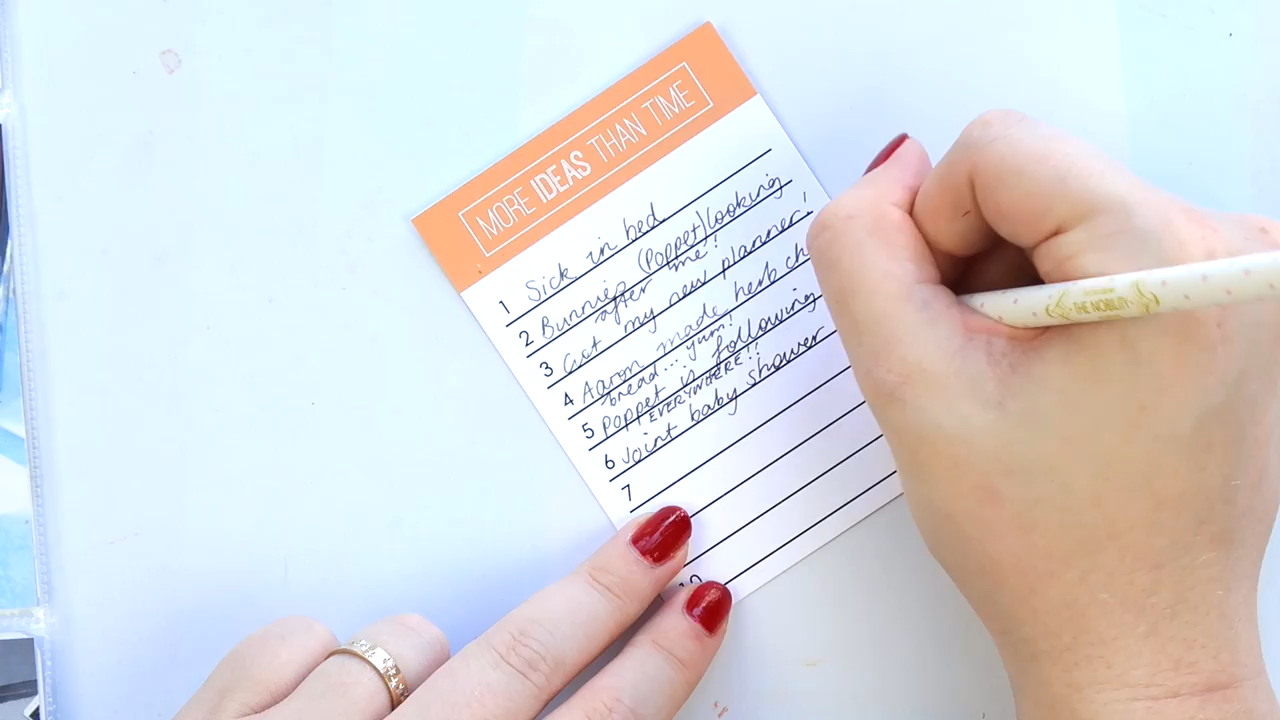 MORE IDEAS THAN TIME
1 Sick in bed
2 Bunnies (Poppet) looking
after me!
3 Got my new planner!
4 Aaron made herb
bread... yum!
5 Poppet is following
EVERYWHERE!!
6 Joint baby shower
7
10
THE NOBILITY